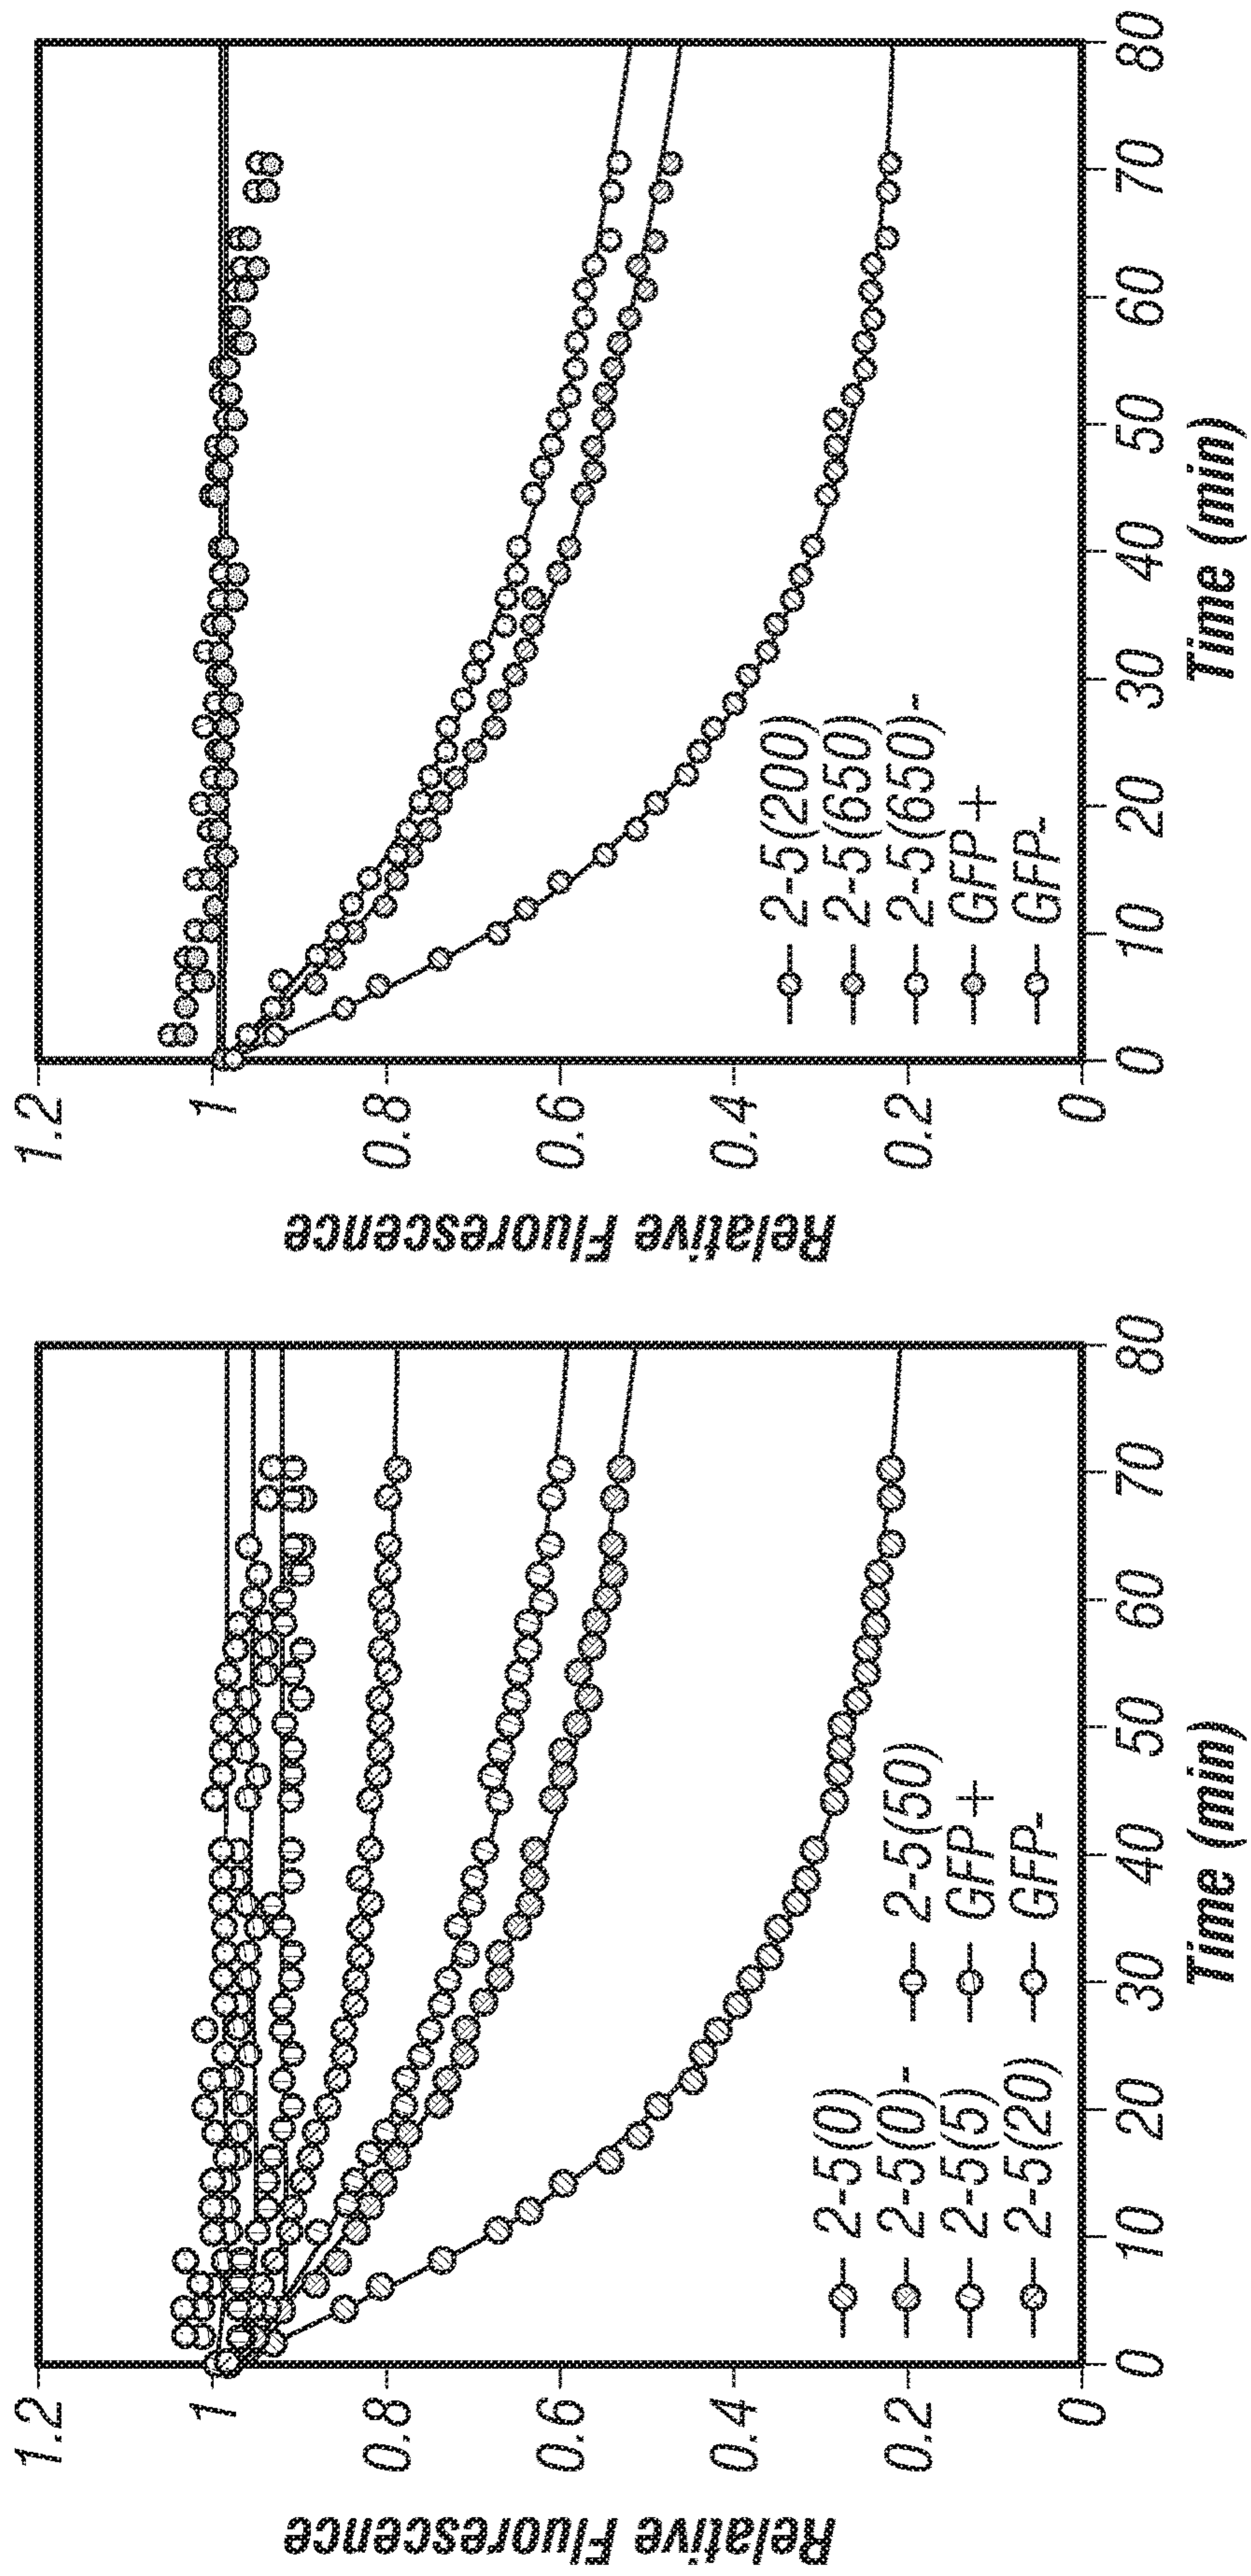 1.2
1
0.8
0.6
0.4
0.2
0
Relative Fluorescence
0 10 20 30 40 50 60 70 80
Time (min)
2-5(0)
2-5(0)-
2-5(5)
2-5(20)
2-5(50)
GFP+
GFP-
1.2
1
0.8
0.6
0.4
0.2
0
Relative Fluorescence
0 10 20 30 40 50 60 70 80
Time (min)
2-5(200)
2-5(650)
2-5(650)-
GFP+
GFP-